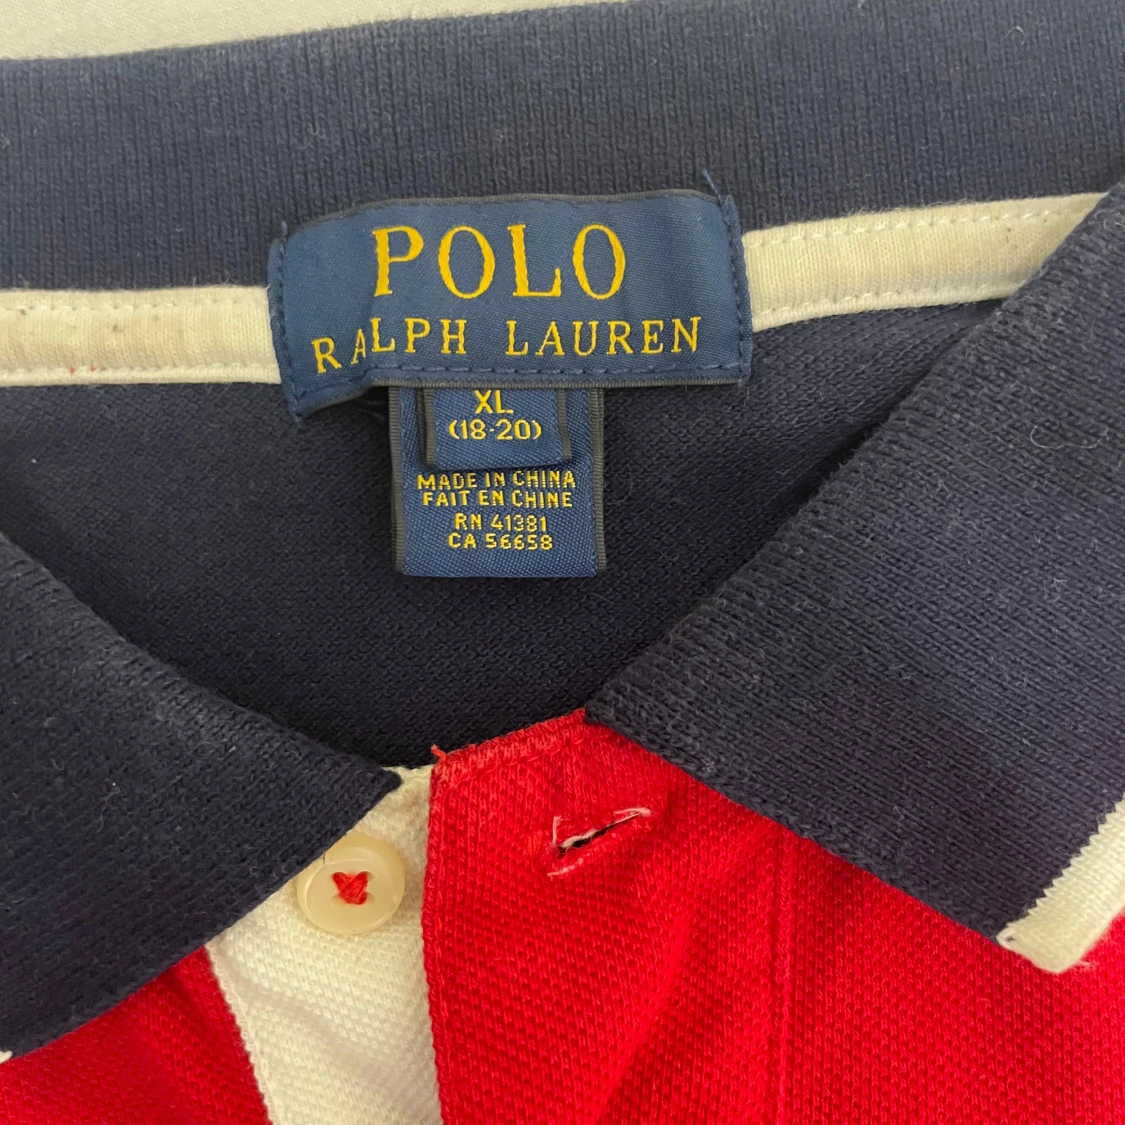 POLO
RALPH LAUREN
XL
(18-20)
MADE IN CHINA
FAIT EN CHINE
RN 41381
CA 56658